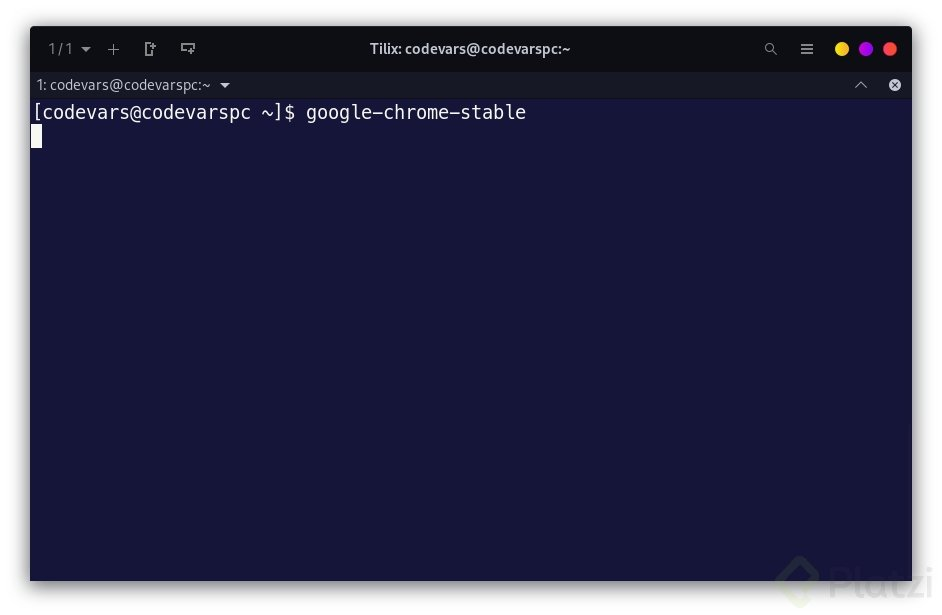 1 / 1
Tilix: codevars@codevarspc:~
1: codevars@codevarspc:~
[codevars@codevarspc ~]$ google-chrome-stable
Platzi